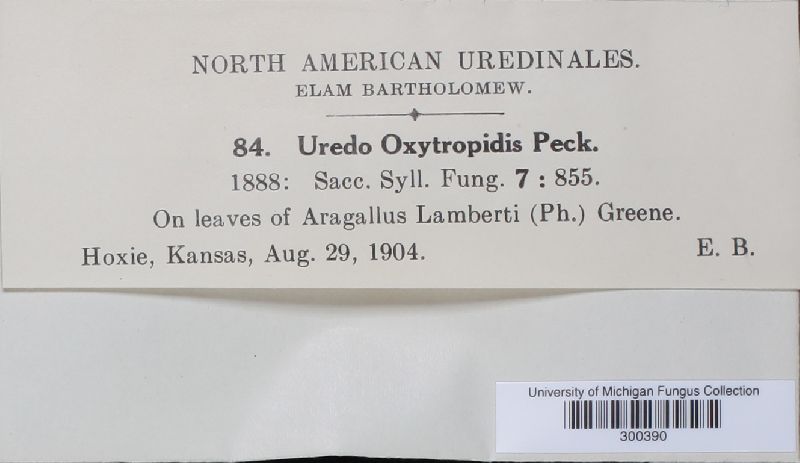 NORTH AMERICAN UREDINALES.
ELAM BARTHOLOMEW.
84. Uredo Oxytropidis Peck.
1888: Sacc. Syll. Fung. 7 : 855.
On leaves of Aragallus Lamberti (Ph.) Greene.
Hoxie, Kansas, Aug. 29, 1904. E. B.
University of Michigan Fungus Collection
300390